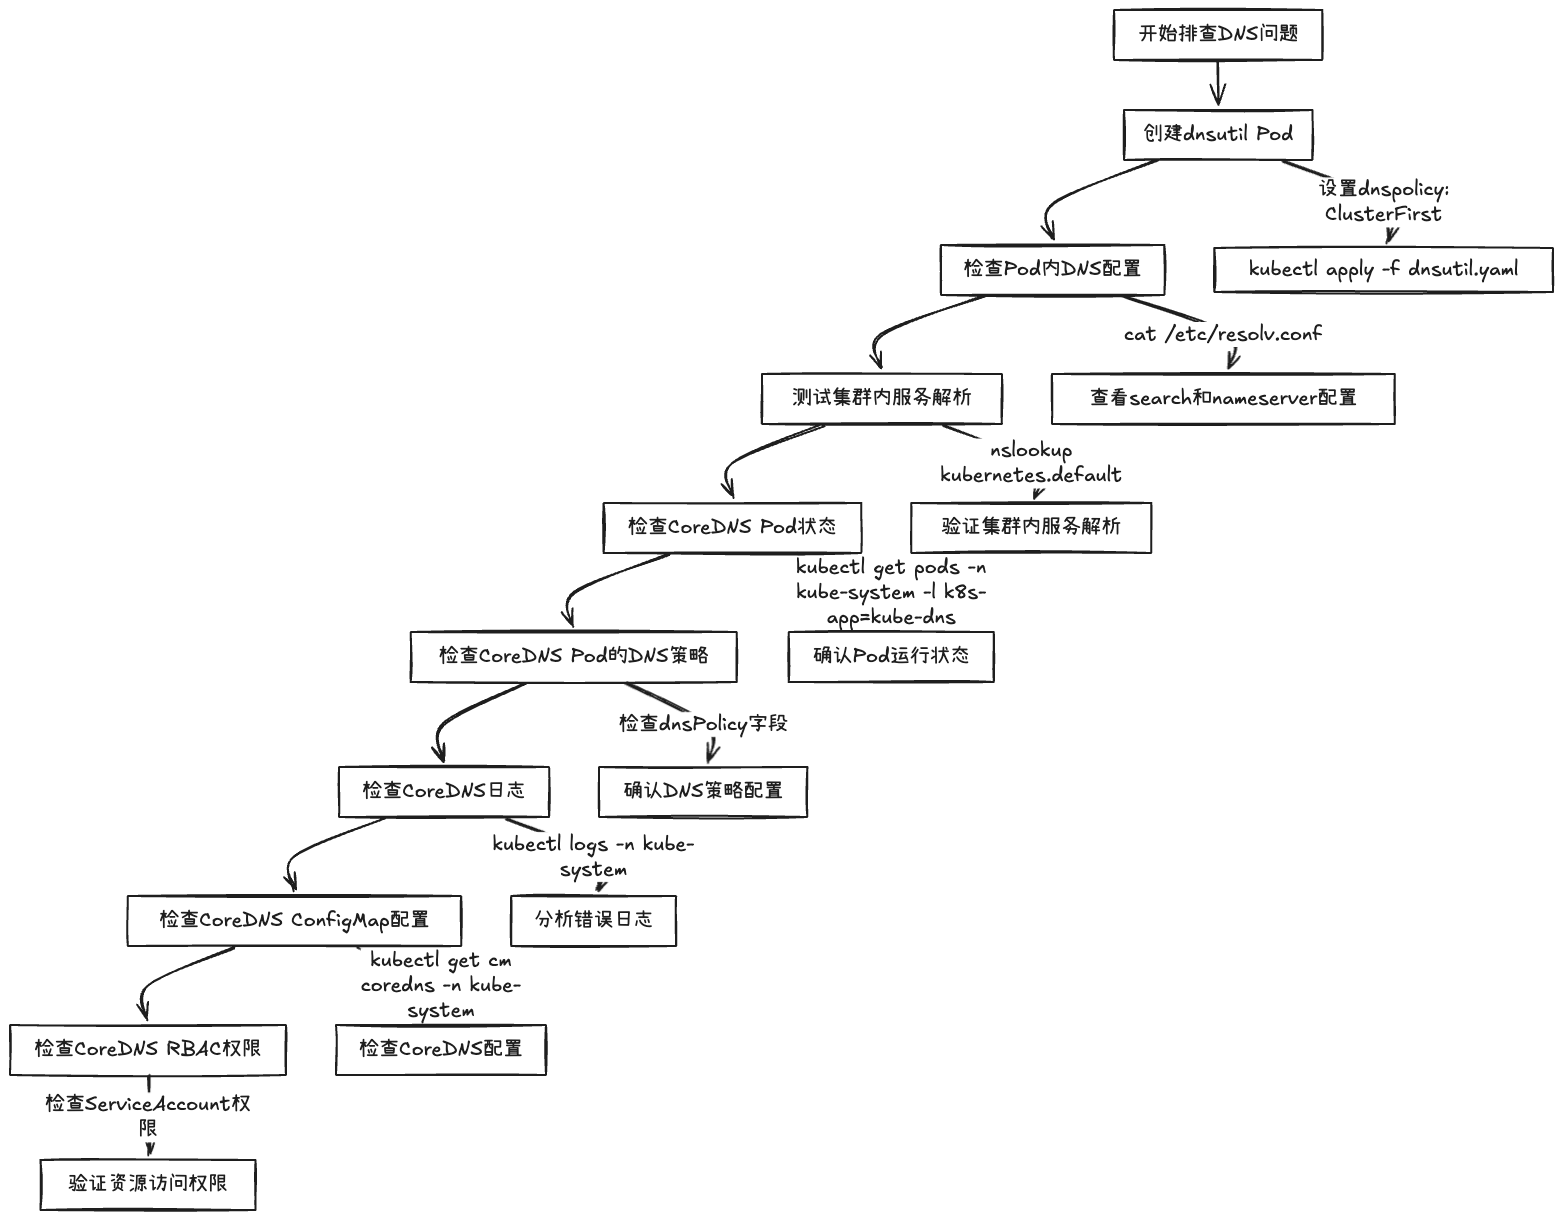 开始排查DNS问题
创建dnsutil Pod
设置dnspolicy:
ClusterFirst
检查Pod内DNS配置
kubectl apply -f dnsutil.yaml
cat /etc/resolv.conf
测试集群内服务解析
查看search和nameserver配置
nslookup
kubernetes.default
检查CoreDNS Pod状态
验证集群内服务解析
kubectl get pods -n
kube-system -l k8s-
app=kube-dns
检查CoreDNS Pod的DNS策略
确认Pod运行状态
检查dnsPolicy字段
检查CoreDNS日志
确认DNS策略配置
kubectl logs -n kube-
system
检查CoreDNS ConfigMap配置
分析错误日志
kubectl get cm
coredns -n kube-
system
检查CoreDNS RBAC权限
检查CoreDNS配置
检查ServiceAccount权
限
验证资源访问权限